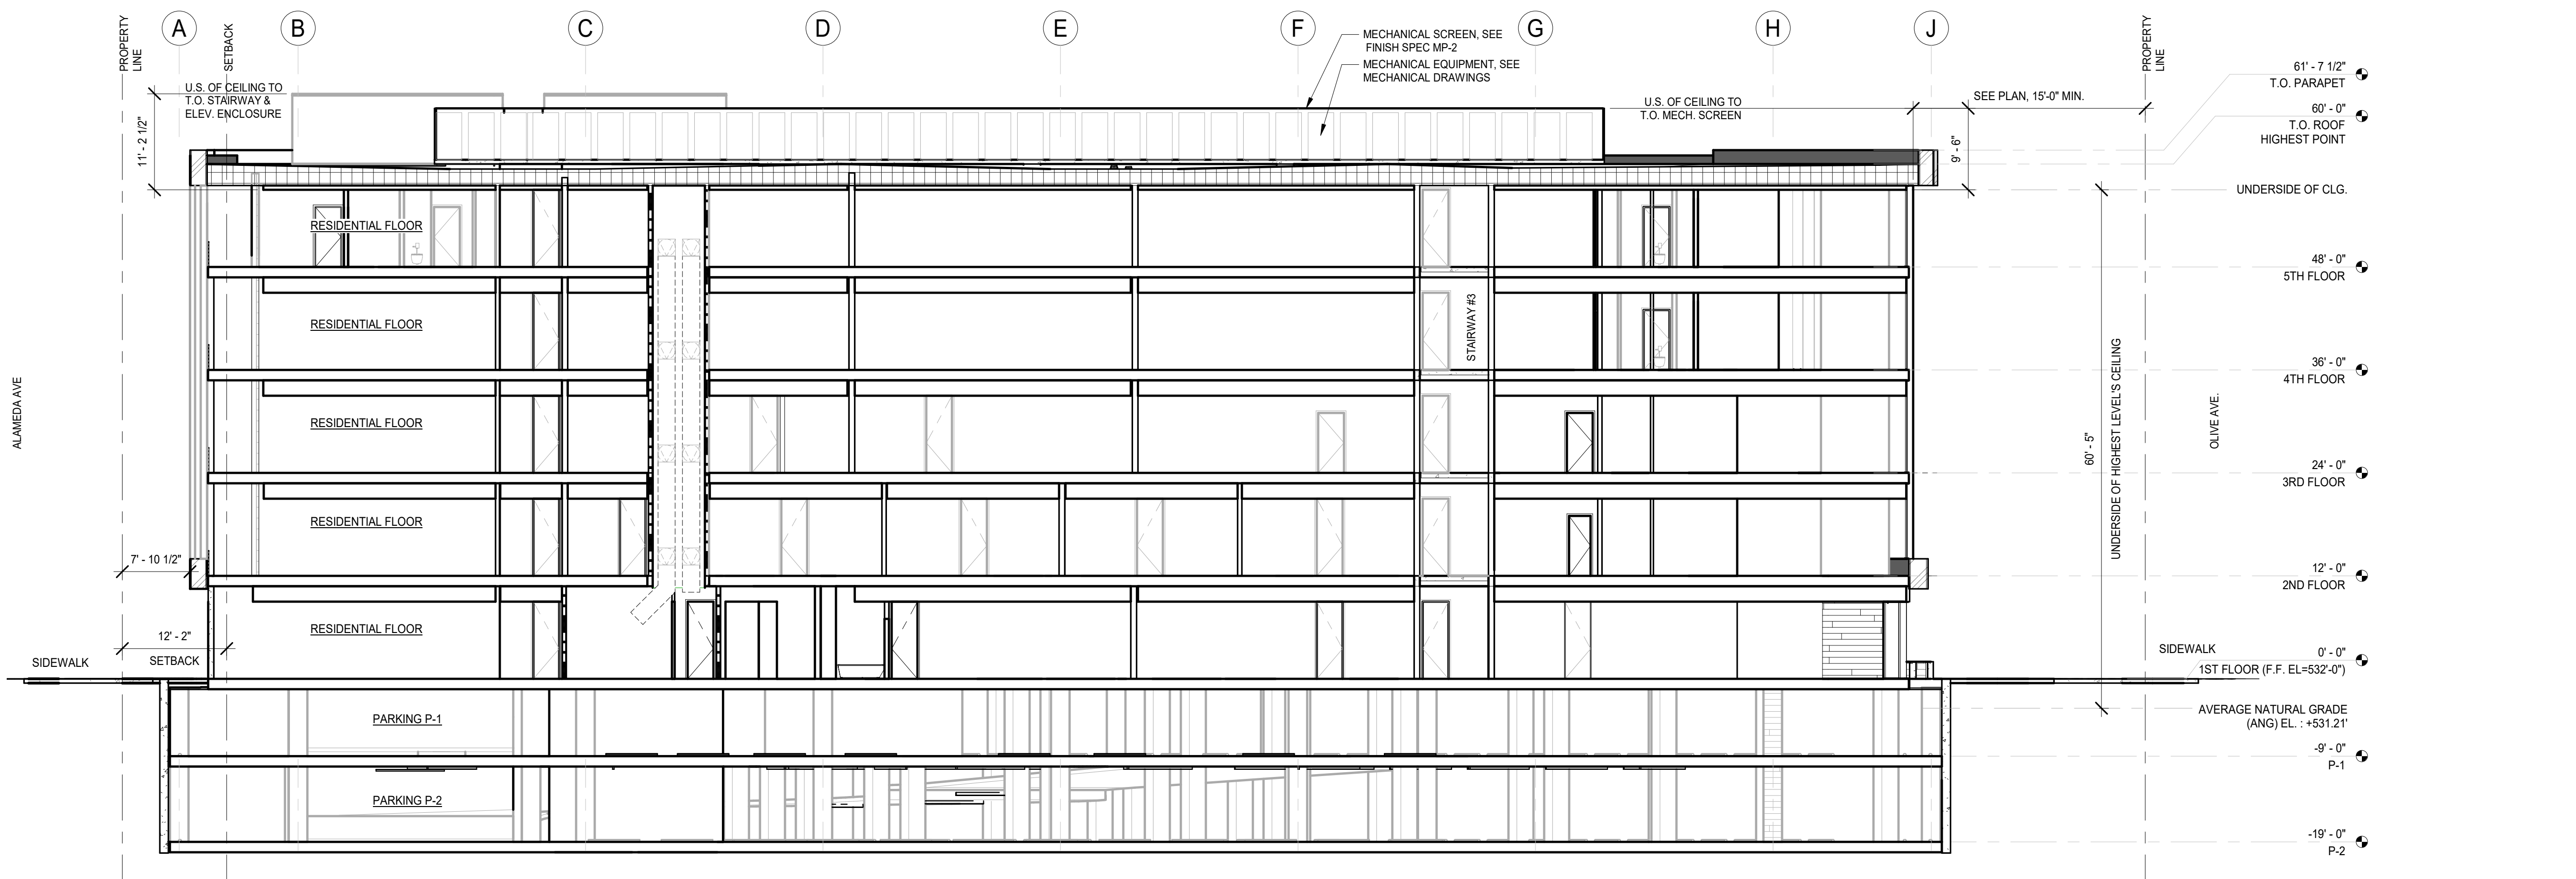 A
B
C
D
E
F
G
H
J
PROPERTY
LINE
SETBACK
MECHANICAL SCREEN, SEE
FINISH SPEC MP-2
MECHANICAL EQUIPMENT, SEE
MECHANICAL DRAWINGS
PROPERTY
LINE
61' - 7 1/2"
T.O. PARAPET
60' - 0"
T.O. ROOF
HIGHEST POINT
U.S. OF CEILING TO
T.O. STAIRWAY &
ELEV. ENCLOSURE
11' - 2 1/2"
U.S. OF CEILING TO
T.O. MECH. SCREEN
SEE PLAN, 15'-0" MIN.
9' - 6"
UNDERSIDE OF CLG.
RESIDENTIAL FLOOR
48' - 0"
5TH FLOOR
RESIDENTIAL FLOOR
STAIRWAY #3
36' - 0"
4TH FLOOR
ALAMEDA AVE
RESIDENTIAL FLOOR
60' - 5"
UNDERSIDE OF HIGHEST LEVEL'S CEILING
OLIVE AVE.
24' - 0"
3RD FLOOR
RESIDENTIAL FLOOR
7' - 10 1/2"
12' - 0"
2ND FLOOR
RESIDENTIAL FLOOR
12' - 2"
SETBACK
SIDEWALK
SIDEWALK
0' - 0"
1ST FLOOR (F.F. EL=532'-0")
PARKING P-1
AVERAGE NATURAL GRADE
(ANG) EL. : +531.21'
-9' - 0"
P-1
PARKING P-2
-19' - 0"
P-2